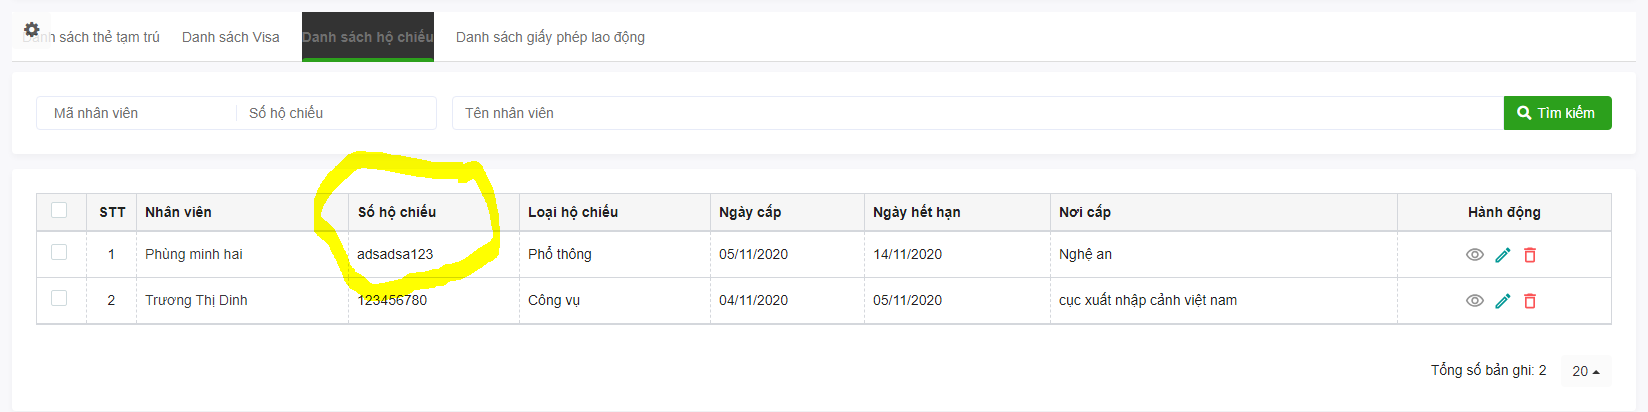 Danh sách thẻ tạm trú Danh sách Visa Danh sách hộ chiếu Danh sách giấy phép lao động
Mã nhân viên Số hộ chiếu Tên nhân viên Tìm kiếm
STT Nhân viên Số hộ chiếu Loại hộ chiếu Ngày cấp Ngày hết hạn Nơi cấp Hành động
1 Phùng minh hai adsadsa123 Phổ thông 05/11/2020 14/11/2020 Nghệ an
2 Trương Thị Dinh 123456780 Công vụ 04/11/2020 05/11/2020 cục xuất nhập cảnh việt nam
Tổng số bản ghi: 2 20